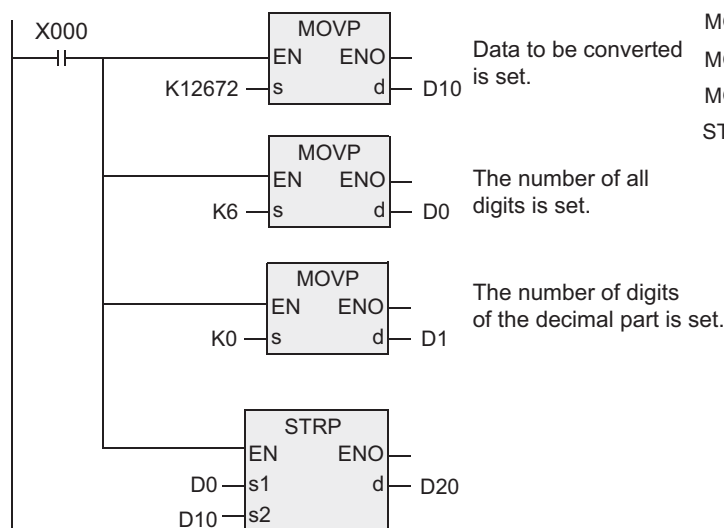 X000
MOVP
EN ENO
K12672 s d D10
Data to be converted
is set.
MOVP
EN ENO
K6 s d D0
The number of all
digits is set.
MOVP
EN ENO
K0 s d D1
The number of digits
of the decimal part is set.
STRP
EN ENO
D0 s1 d D20
D10 s2